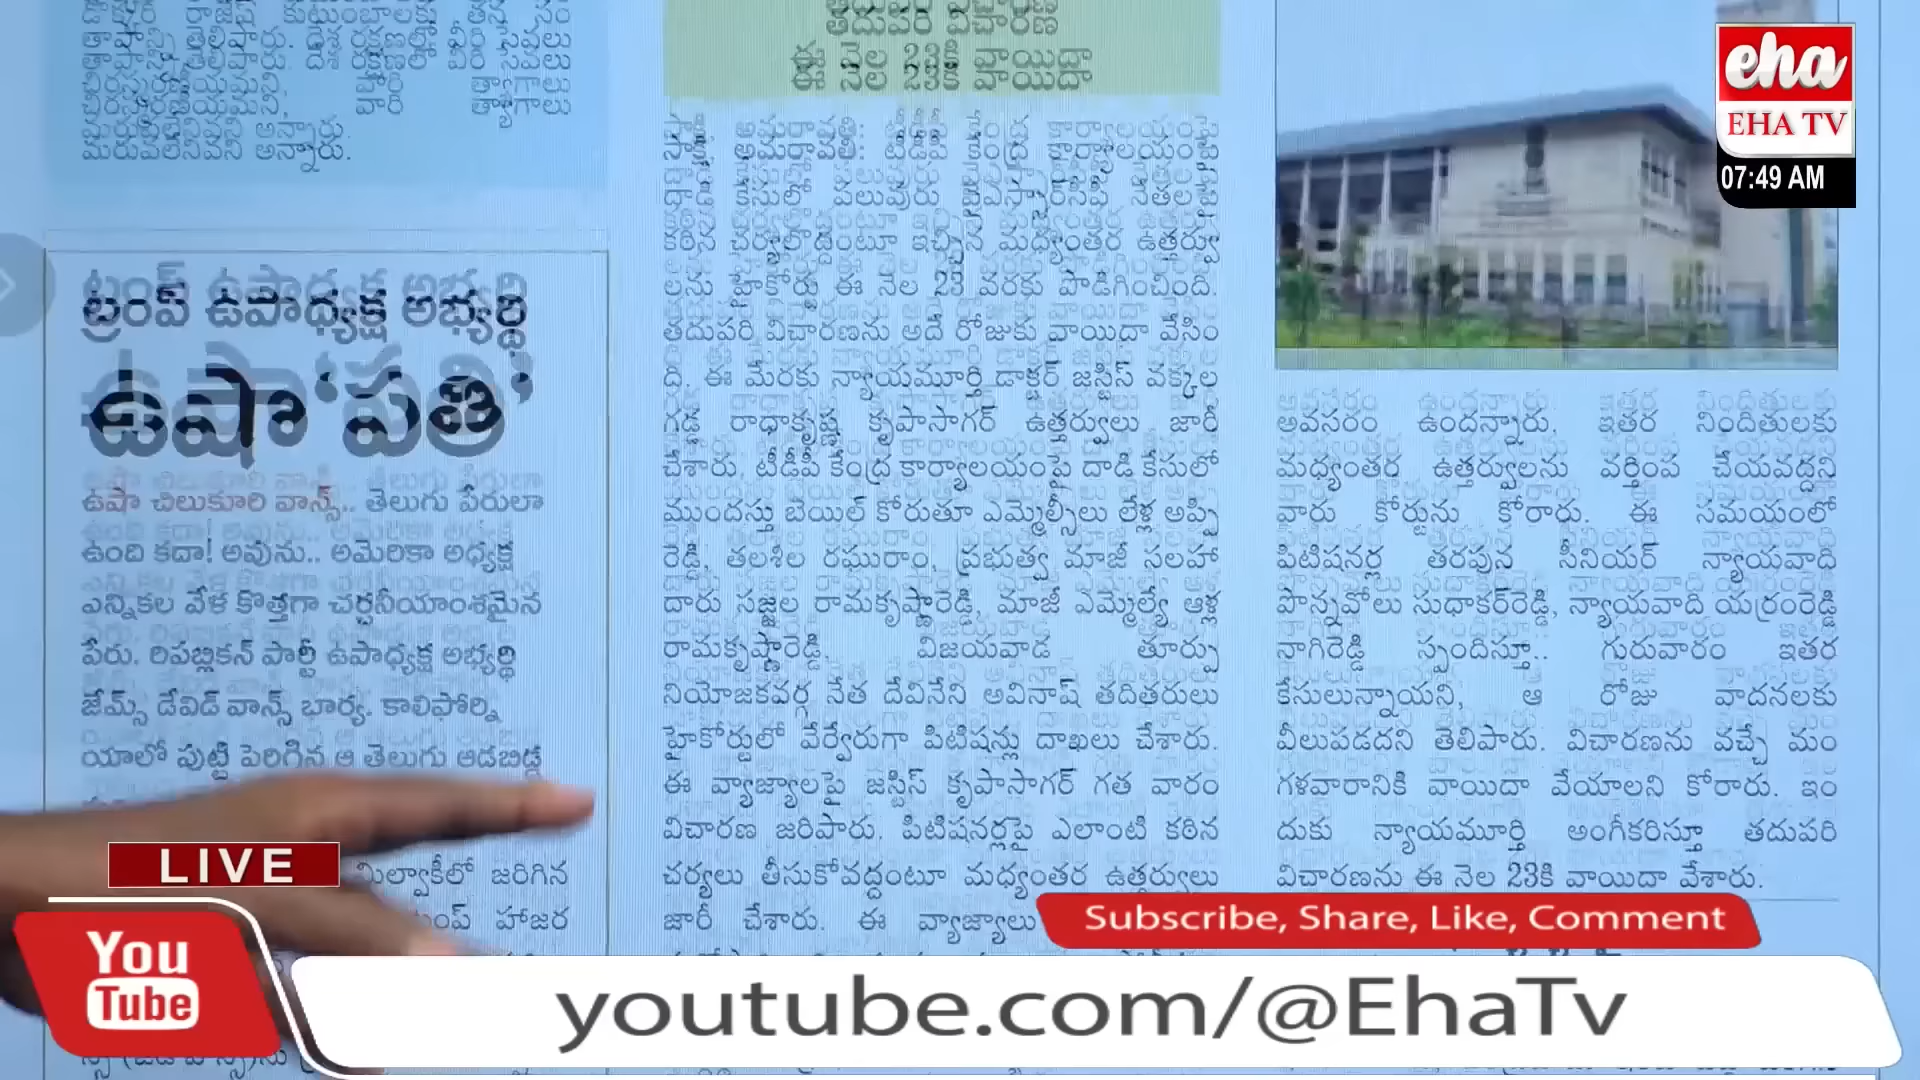 తదుపరి విచారణ
ఈ నెల 23కి వాయిదా
మరువలేనివని అన్నారు.
ట్రంప్ ఉపాధ్యక్ష అభ్యర్థి
ఉషా‘పతి’
ఉషా చిలుకూరి వాన్స్.. తెలుగు పేరులా
ఉంది కదా! అవును.. అమెరికా అధ్యక్ష
ఎన్నికల వేళ కొత్తగా చర్చనీయాంశమైన
పేరు. రిపబ్లికన్ పార్టీ ఉపాధ్యక్ష అభ్యర్థి
జేమ్స్ డేవిడ్ వాన్స్ భార్య. కాలిఫోర్ని
యాలో పుట్టి పెరిగిన ఆ తెలుగు ఆడబిడ్డ
మిల్వాకీలో జరిగిన
హాజర
అమరావతి: టీడీపీ కేంద్ర కార్యాలయంపై
దాడి కేసులో పలువురు వైఎస్సార్‌సీపీ నేతలపై
కఠిన చర్యలొద్దంటూ ఇచ్చిన మధ్యంతర ఉత్తర్వు
లను హైకోర్టు ఈ నెల 23 వరకు పొడిగించింది.
తదుపరి విచారణను అదే రోజుకు వాయిదా వేసిం
ది. ఈ మేరకు న్యాయమూర్తి డాక్టర్ జస్టిస్ వక్కల
గడ్డ రాధాకృష్ణ కృపాసాగర్ ఉత్తర్వులు జారీ
చేశారు. టీడీపీ కేంద్ర కార్యాలయంపై దాడి కేసులో
ముందస్తు బెయిల్ కోరుతూ ఎమ్మెల్సీలు లేళ్ల అప్పి
రెడ్డి, తలశిల రఘురాం, ప్రభుత్వ మాజీ సలహా
దారు సజ్జల రామకృష్ణారెడ్డి, మాజీ ఎమ్మెల్యే ఆళ్ల
రామకృష్ణారెడ్డి, విజయవాడ తూర్పు
నియోజకవర్గ నేత దేవినేని అవినాష్ తదితరులు
హైకోర్టులో వేర్వేరుగా పిటిషన్లు దాఖలు చేశారు.
ఈ వ్యాజ్యాలపై జస్టిస్ కృపాసాగర్ గత వారం
విచారణ జరిపారు. పిటిషనర్లపై ఎలాంటి కఠిన
చర్యలు తీసుకోవద్దంటూ మధ్యంతర ఉత్తర్వులు
జారీ చేశారు. ఈ వ్యాజ్యాలు
అవసరం ఉందన్నారు. ఇతర నిందితులకు
మధ్యంతర ఉత్తర్వులను వర్తింప చేయవద్దని
వారు కోర్టును కోరారు. ఈ సమయంలో
పిటిషనర్ల తరపున సీనియర్ న్యాయవాది
పొన్నవోలు సుధాకర్‌రెడ్డి, న్యాయవాది యర్రంరెడ్డి
నాగిరెడ్డి స్పందిస్తూ.. గురువారం ఇతర
కేసులున్నాయని, ఆ రోజు వాదనలకు
వీలుపడదని తెలిపారు. విచారణను వచ్చే మం
గళవారానికి వాయిదా వేయాలని కోరారు. ఇం
దుకు న్యాయమూర్తి అంగీకరిస్తూ తదుపరి
విచారణను ఈ నెల 23కి వాయిదా వేశారు.
eha
EHA TV
07:49 AM
LIVE
You
Tube
Subscribe, Share, Like, Comment
youtube.com/@EhaTv